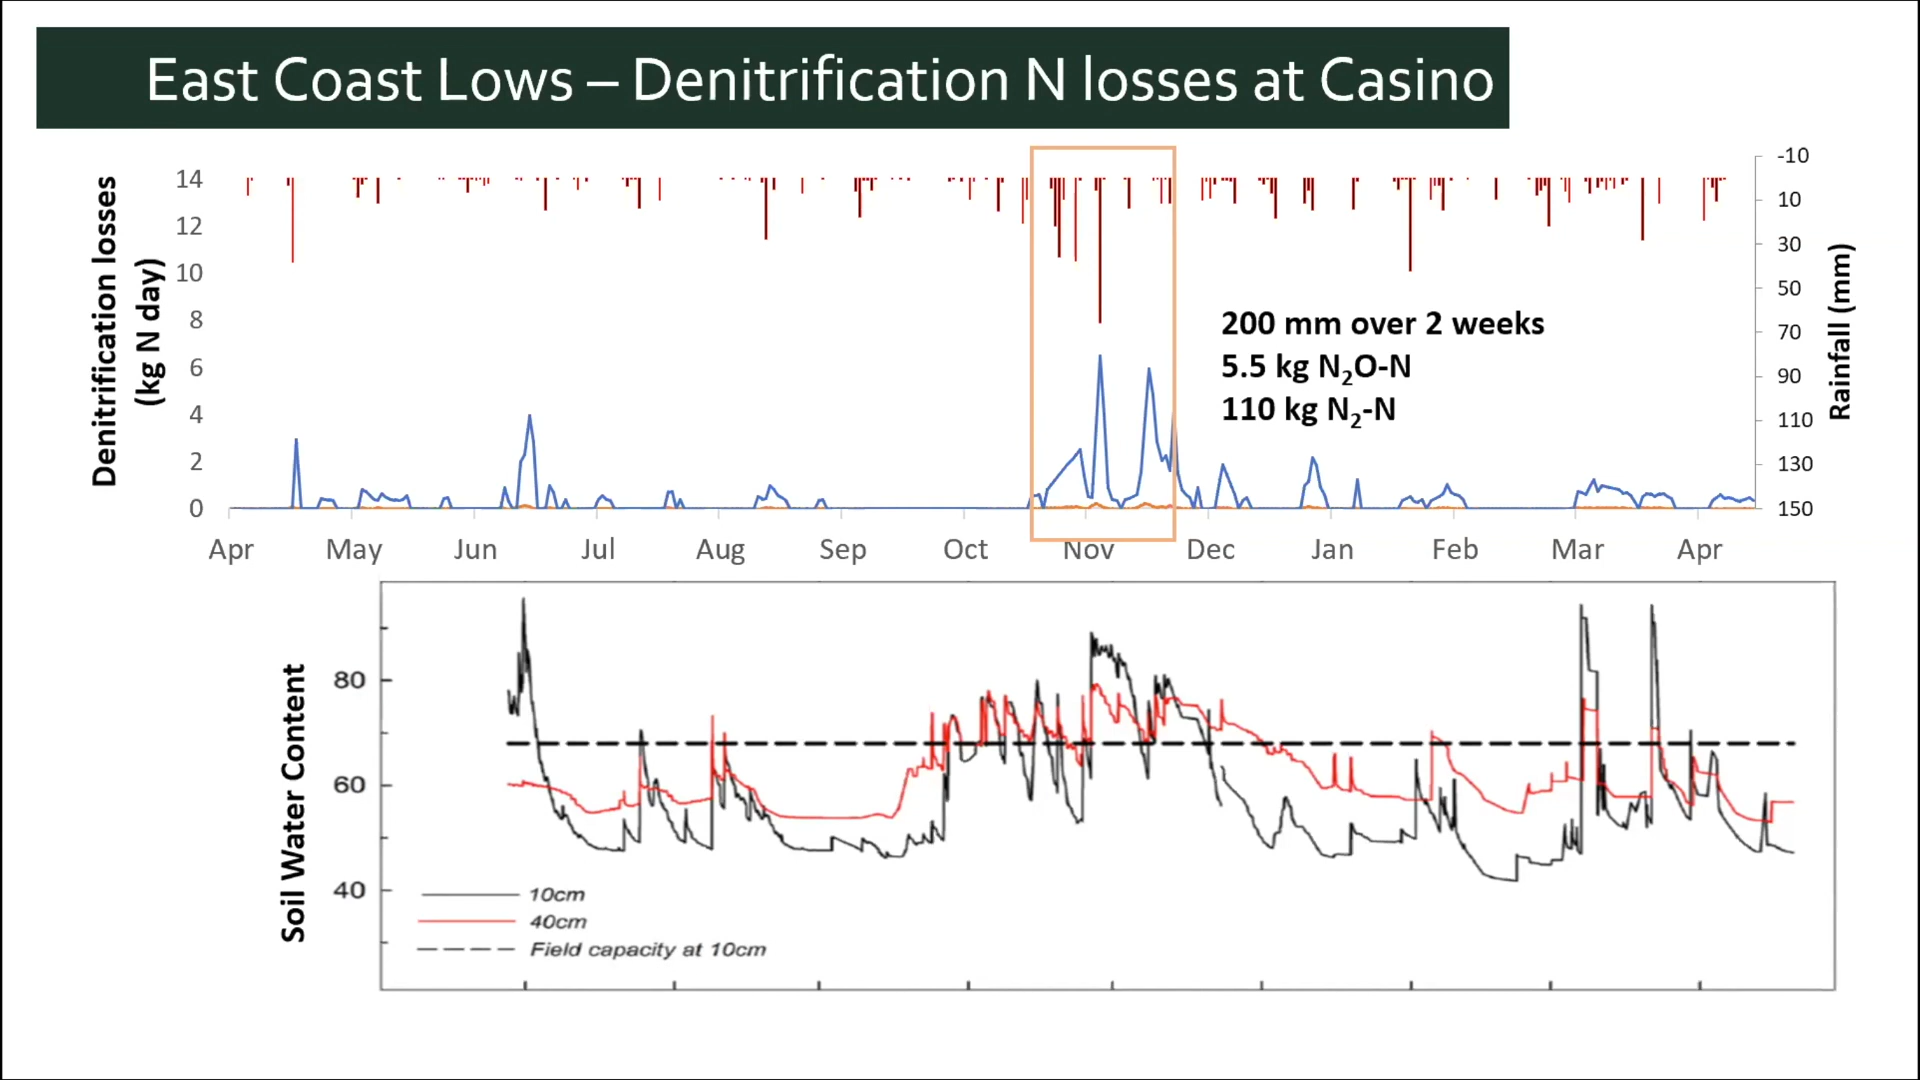 East Coast Lows – Denitrification N losses at Casino
Denitrification losses
(kg N day)
14
12
10
8
6
4
2
0
-10
10
30
50
70
90
110
130
150
Rainfall (mm)
200 mm over 2 weeks
5.5 kg N₂O-N
110 kg N₂-N
Apr May Jun Jul Aug Sep Oct Nov Dec Jan Feb Mar Apr
Soil Water Content
80
60
40
10cm
40cm
Field capacity at 10cm